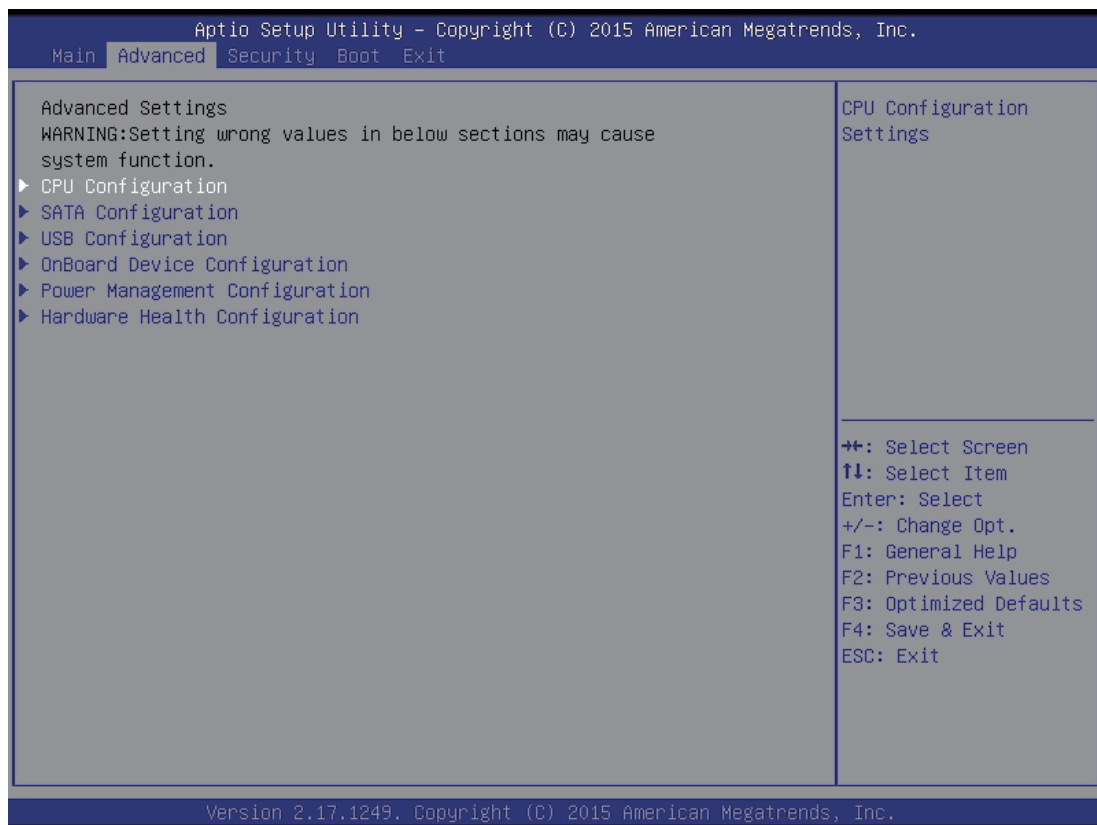 Aptio Setup Utility – Copyright (C) 2015 American Megatrends, Inc.
Main Advanced Security Boot Exit
Advanced Settings
WARNING:Setting wrong values in below sections may cause
system function.
▶ CPU Configuration
▶ SATA Configuration
▶ USB Configuration
▶ OnBoard Device Configuration
▶ Power Management Configuration
▶ Hardware Health Configuration
CPU Configuration
Settings
→←: Select Screen
↑↓: Select Item
Enter: Select
+/-: Change Opt.
F1: General Help
F2: Previous Values
F3: Optimized Defaults
F4: Save & Exit
ESC: Exit
Version 2.17.1249. Copyright (C) 2015 American Megatrends, Inc.